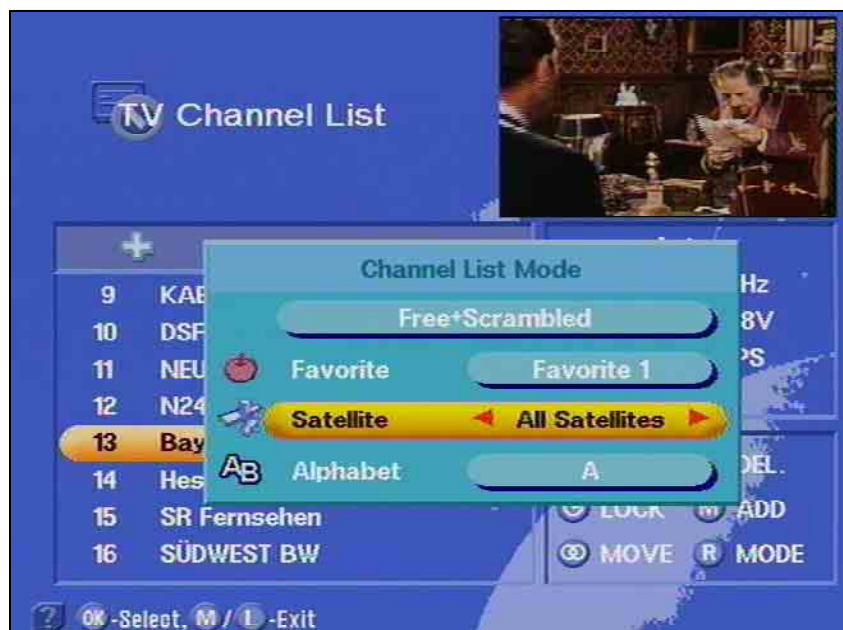 TV Channel List
Channel List Mode
Free+Scrambled
Favorite Favorite 1
Satellite All Satellites
AB Alphabet A
9 KAB
10 DSF
11 NEU
12 N24
13 Bay
14 Hes
15 SR Fernsehen
16 SÜDWEST BW
Hz
8V
PS
DEL.
LOCK M ADD
MOVE R MODE
? OK -Select, M / L -Exit